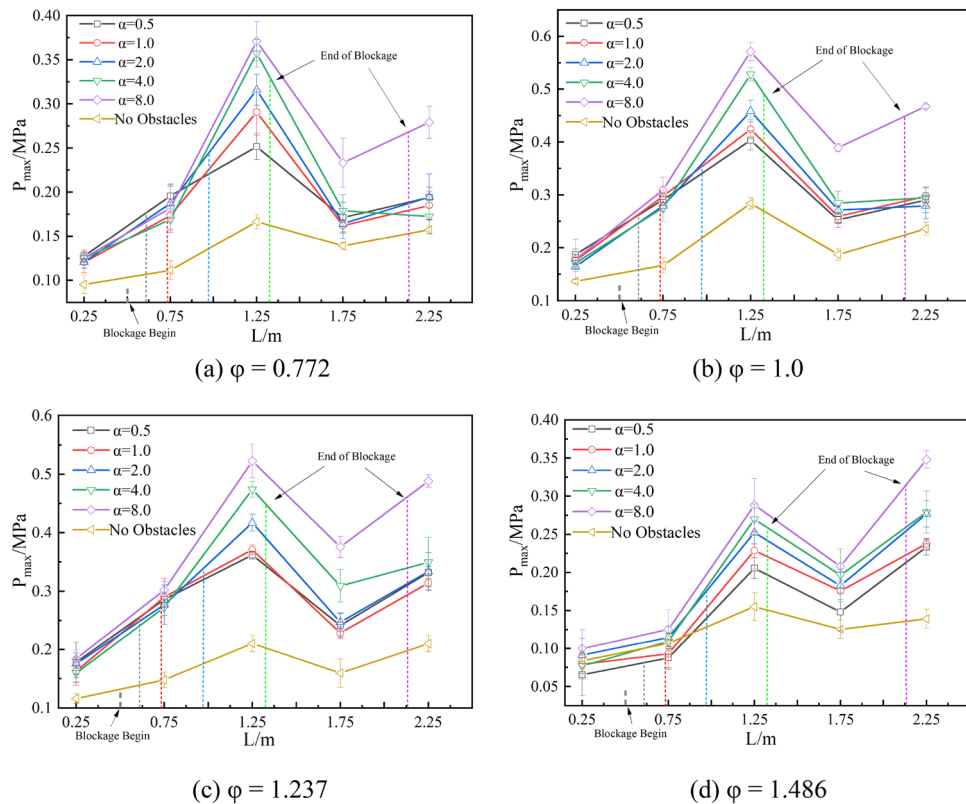 α=0.5
α=1.0
α=2.0
α=4.0
α=8.0
No Obstacles
End of Blockage
0.40
0.35
0.30
0.25
0.20
0.15
0.10
P_max/MPa
0.25 0.75 1.25 1.75 2.25
Blockage Begin
L/m
(a) φ = 0.772
α=0.5
α=1.0
α=2.0
α=4.0
α=8.0
No Obstacles
End of Blockage
0.6
0.5
0.4
0.3
0.2
0.1
P_max/MPa
0.25 0.75 1.25 1.75 2.25
Blockage Begin
L/m
(b) φ = 1.0
α=0.5
α=1.0
α=2.0
α=4.0
α=8.0
No Obstacles
End of Blockage
0.6
0.5
0.4
0.3
0.2
0.1
P_max/MPa
0.25 0.75 1.25 1.75 2.25
Blockage Begin
L/m
(c) φ = 1.237
α=0.5
α=1.0
α=2.0
α=4.0
α=8.0
No Obstacles
End of Blockage
0.40
0.35
0.30
0.25
0.20
0.15
0.10
0.05
P_max/MPa
0.25 0.75 1.25 1.75 2.25
Blockage Begin
L/m
(d) φ = 1.486